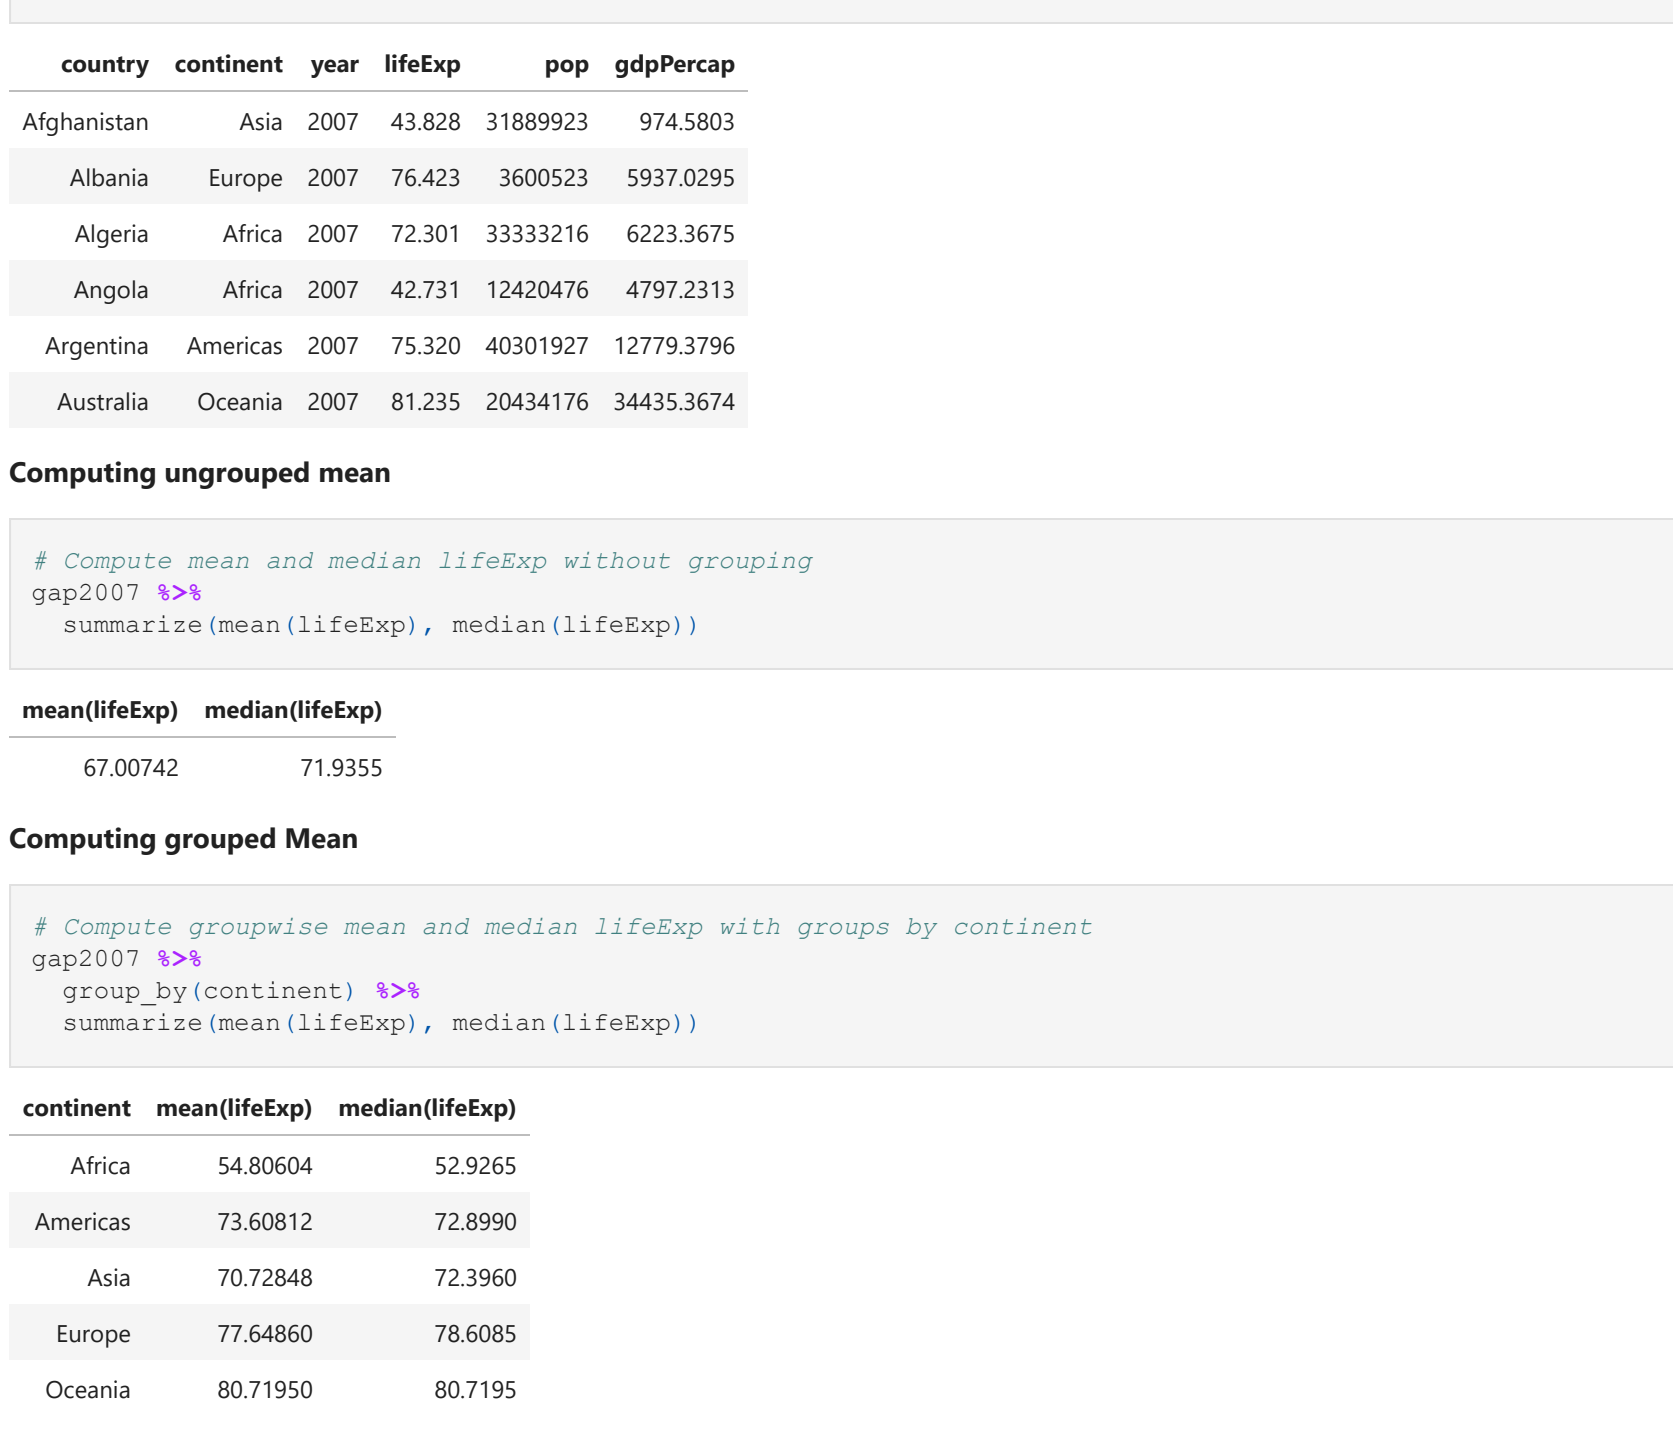 country continent year lifeExp pop gdpPercap
Afghanistan Asia 2007 43.828 31889923 974.5803
Albania Europe 2007 76.423 3600523 5937.0295
Algeria Africa 2007 72.301 33333216 6223.3675
Angola Africa 2007 42.731 12420476 4797.2313
Argentina Americas 2007 75.320 40301927 12779.3796
Australia Oceania 2007 81.235 20434176 34435.3674
Computing ungrouped mean
# Compute mean and median lifeExp without grouping
gap2007 %>%
  summarize(mean(lifeExp), median(lifeExp))
mean(lifeExp) median(lifeExp)
67.00742 71.9355
Computing grouped Mean
# Compute groupwise mean and median lifeExp with groups by continent
gap2007 %>%
  group_by(continent) %>%
  summarize(mean(lifeExp), median(lifeExp))
continent mean(lifeExp) median(lifeExp)
Africa 54.80604 52.9265
Americas 73.60812 72.8990
Asia 70.72848 72.3960
Europe 77.64860 78.6085
Oceania 80.71950 80.7195